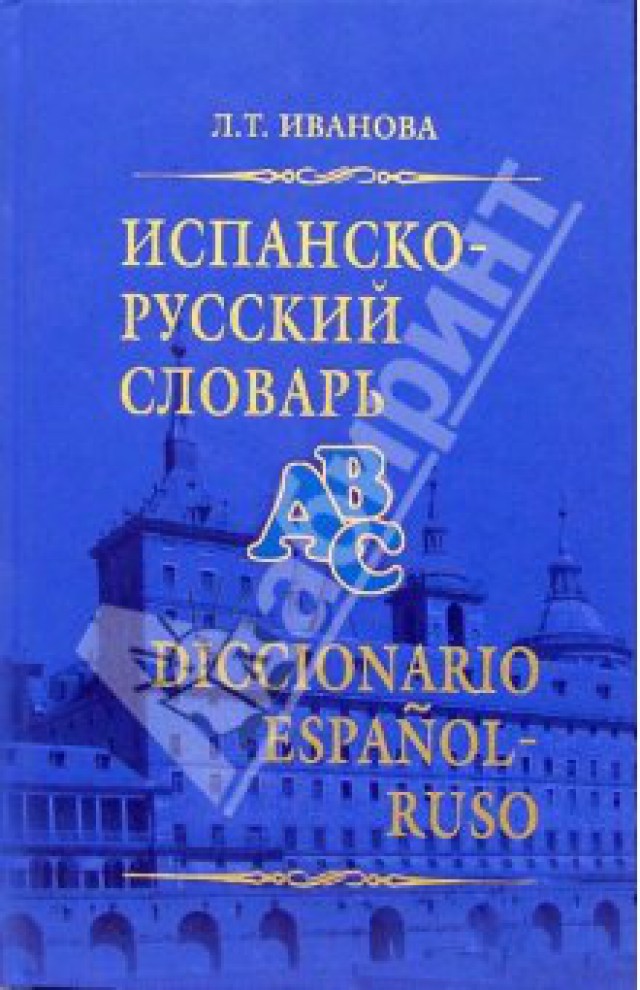 Л.Т. ИВАНОВА
ИСПАНСКО-
РУССКИЙ
СЛОВАРЬ
ABC
DICCIONARIO
ESPAÑOL-
RUSO